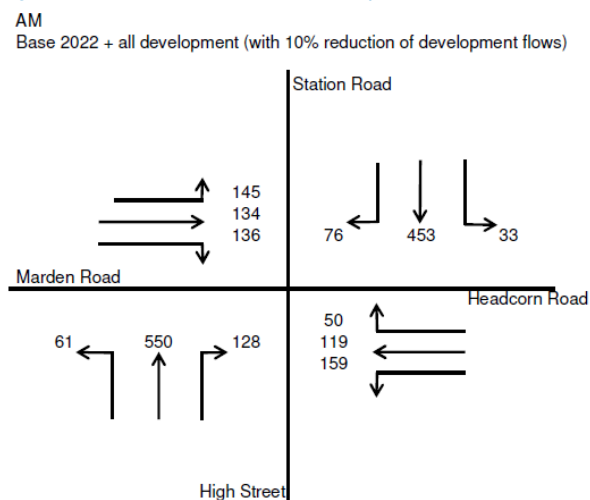 AM
Base 2022 + all development (with 10% reduction of development flows)
Station Road
145
134
136
76 453 33
Marden Road
Headcorn Road
61 550 128
50
119
159
High Street